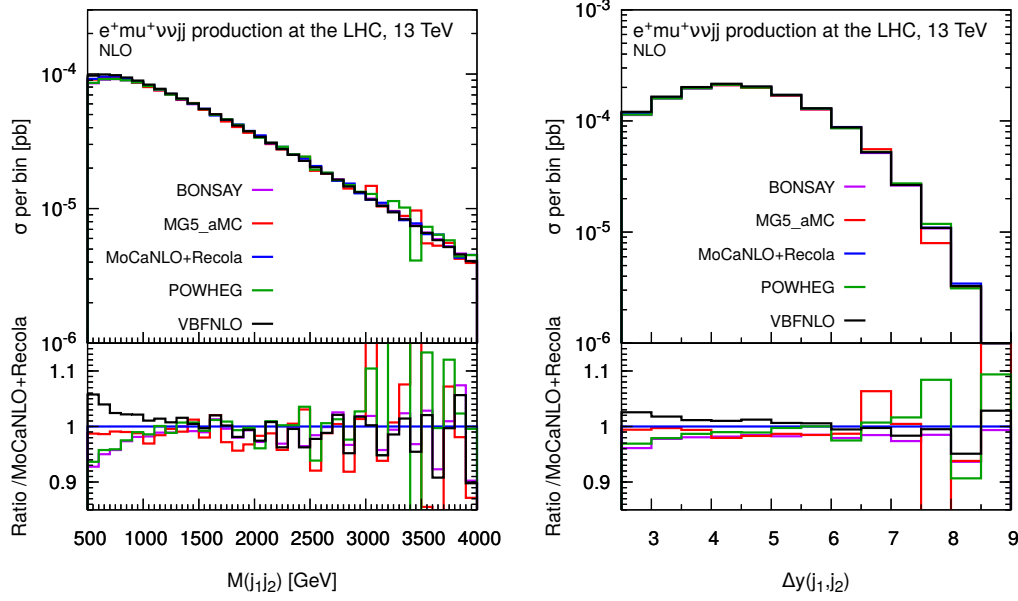 e⁺mu⁺ννjj production at the LHC, 13 TeV
NLO
σ per bin [pb]
10⁻⁴
10⁻⁵
10⁻⁶
BONSAY
MG5_aMC
MoCaNLO+Recola
POWHEG
VBFNLO
Ratio /MoCaNLO+Recola
1.1
1
0.9
500 1000 1500 2000 2500 3000 3500 4000
M(j₁j₂) [GeV]
e⁺mu⁺ννjj production at the LHC, 13 TeV
NLO
σ per bin [pb]
10⁻³
10⁻⁴
10⁻⁵
10⁻⁶
BONSAY
MG5_aMC
MoCaNLO+Recola
POWHEG
VBFNLO
Ratio /MoCaNLO+Recola
1.1
1
0.9
3 4 5 6 7 8 9
Δy(j₁,j₂)